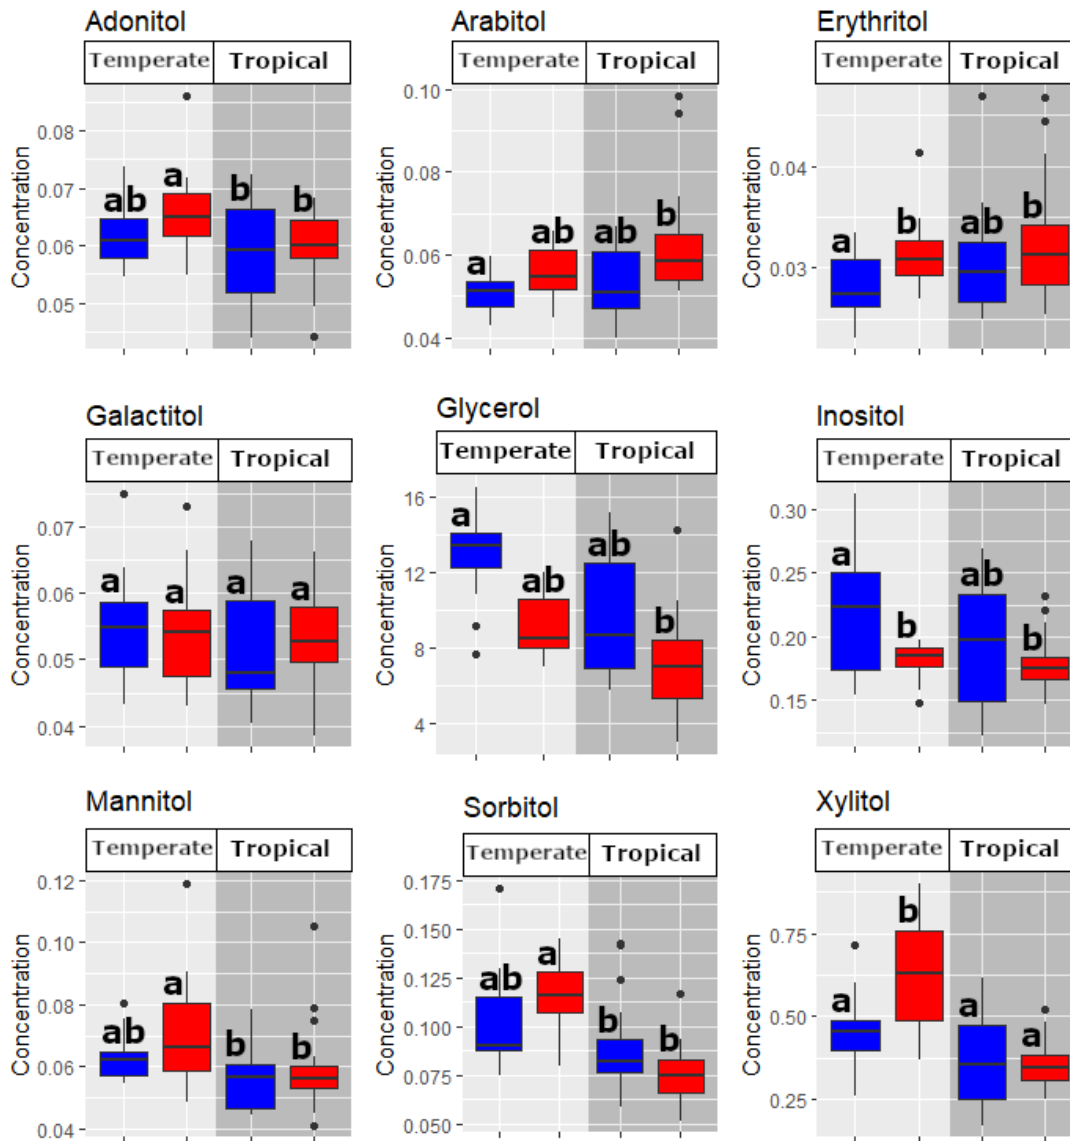 Adonitol
Temperate Tropical
Concentration
0.08
0.07
0.06
0.05
ab a b b
Arabitol
Temperate Tropical
Concentration
0.10
0.08
0.06
0.04
a ab ab b
Erythritol
Temperate Tropical
Concentration
0.04
0.03
a b ab b
Galactitol
Temperate Tropical
Concentration
0.07
0.06
0.05
0.04
a a a a
Glycerol
Temperate Tropical
Concentration
16
12
8
4
a ab ab b
Inositol
Temperate Tropical
Concentration
0.30
0.25
0.20
0.15
a b ab b
Mannitol
Temperate Tropical
Concentration
0.12
0.10
0.08
0.06
0.04
ab a b b
Sorbitol
Temperate Tropical
Concentration
0.175
0.150
0.125
0.100
0.075
0.050
ab a b b
Xylitol
Temperate Tropical
Concentration
0.75
0.50
0.25
a b a a